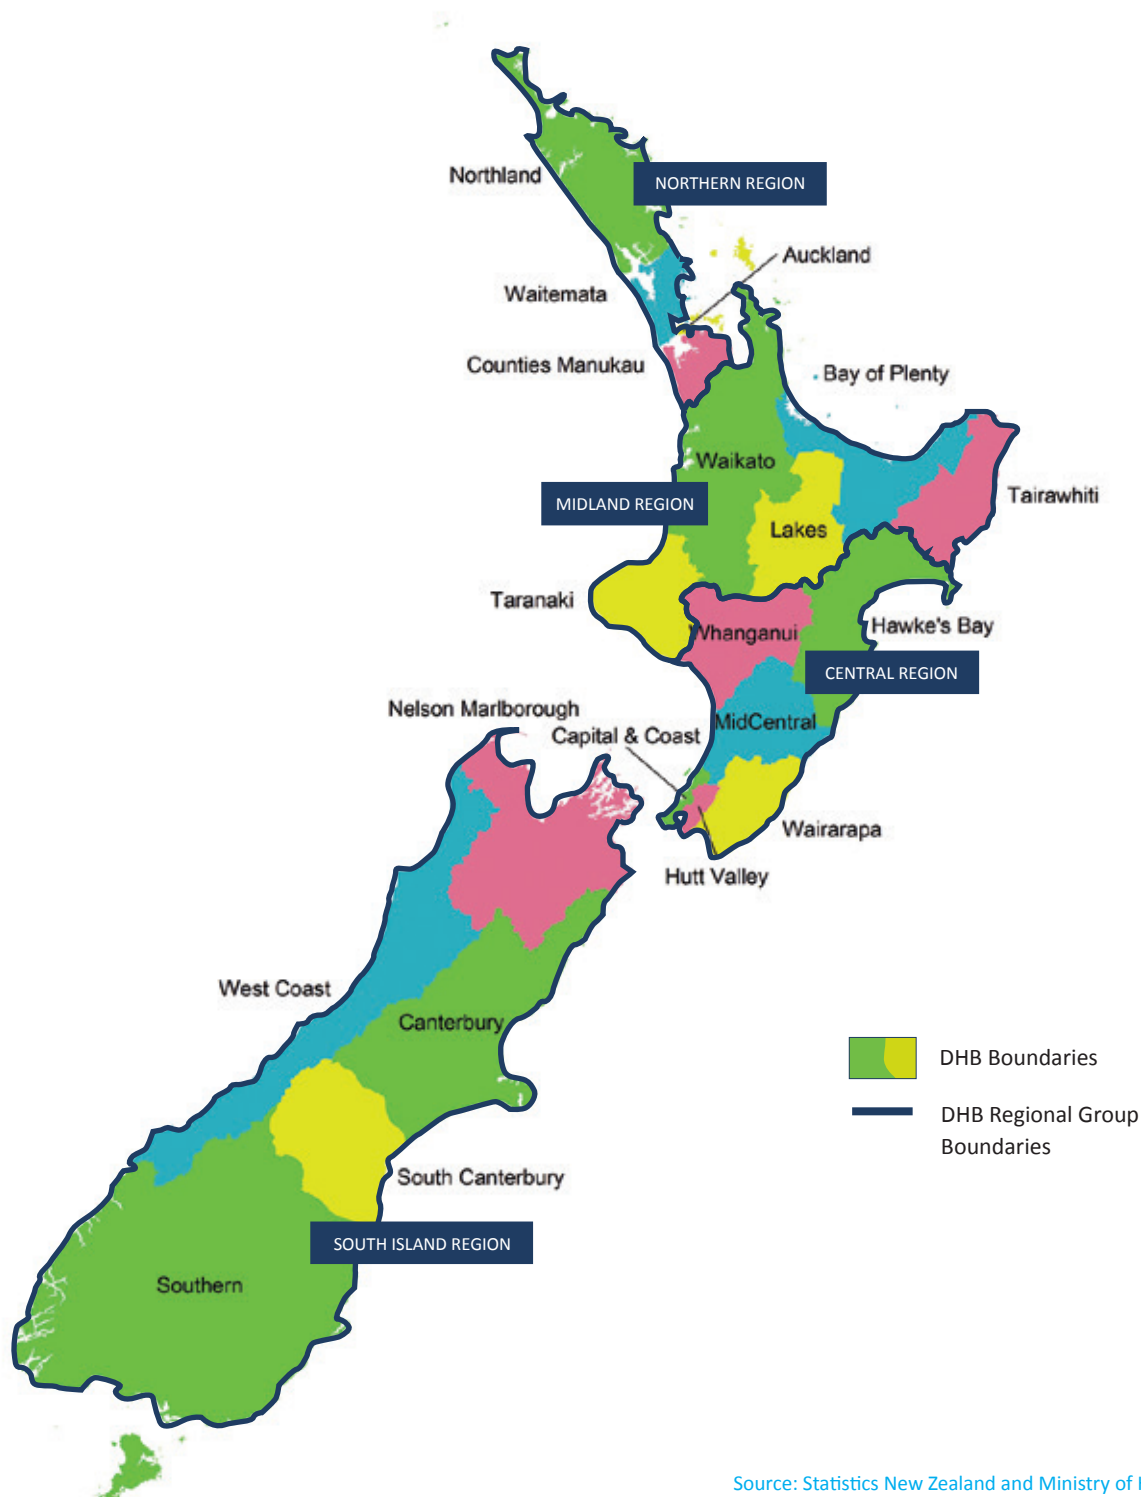 Northland
NORTHERN REGION
Auckland
Waitemata
Counties Manukau
Bay of Plenty
Waikato
MIDLAND REGION
Tairawhiti
Lakes
Taranaki
Hawke's Bay
Whanganui
CENTRAL REGION
Nelson Marlborough
MidCentral
Capital & Coast
Wairarapa
Hutt Valley
West Coast
Canterbury
DHB Boundaries
DHB Regional Group
Boundaries
South Canterbury
SOUTH ISLAND REGION
Southern
Source: Statistics New Zealand and Ministry of